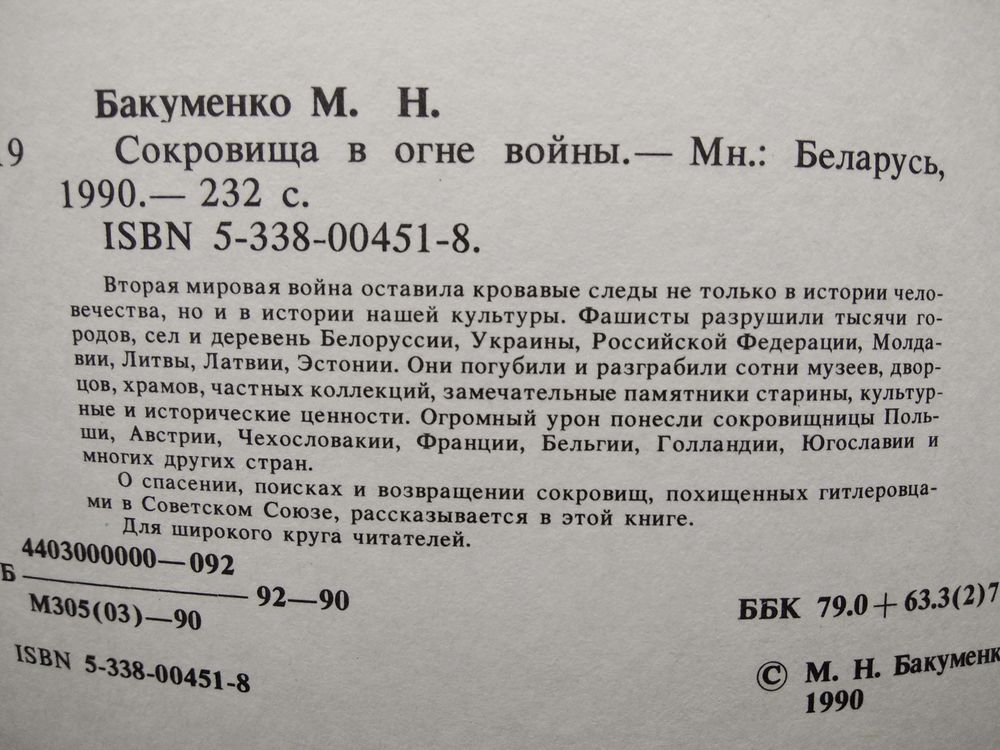 Бакуменко М. Н.
19 Сокровища в огне войны.— Мн.: Беларусь,
1990.— 232 с.
ISBN 5-338-00451-8.
Вторая мировая война оставила кровавые следы не только в истории чело-
вечества, но и в истории нашей культуры. Фашисты разрушили тысячи го-
родов, сел и деревень Белоруссии, Украины, Российской Федерации, Молда-
вии, Литвы, Латвии, Эстонии. Они погубили и разграбили сотни музеев, двор-
цов, храмов, частных коллекций, замечательные памятники старины, культур-
ные и исторические ценности. Огромный урон понесли сокровищницы Поль-
ши, Австрии, Чехословакии, Франции, Бельгии, Голландии, Югославии и
многих других стран.
О спасении, поисках и возвращении сокровищ, похищенных гитлеровца-
ми в Советском Союзе, рассказывается в этой книге.
Для широкого круга читателей.
4403000000—092
Б 92—90
М305(03)—90
ББК 79.0+63.3(2)7
ISBN 5-338-00451-8
© М. Н. Бакуменк
1990